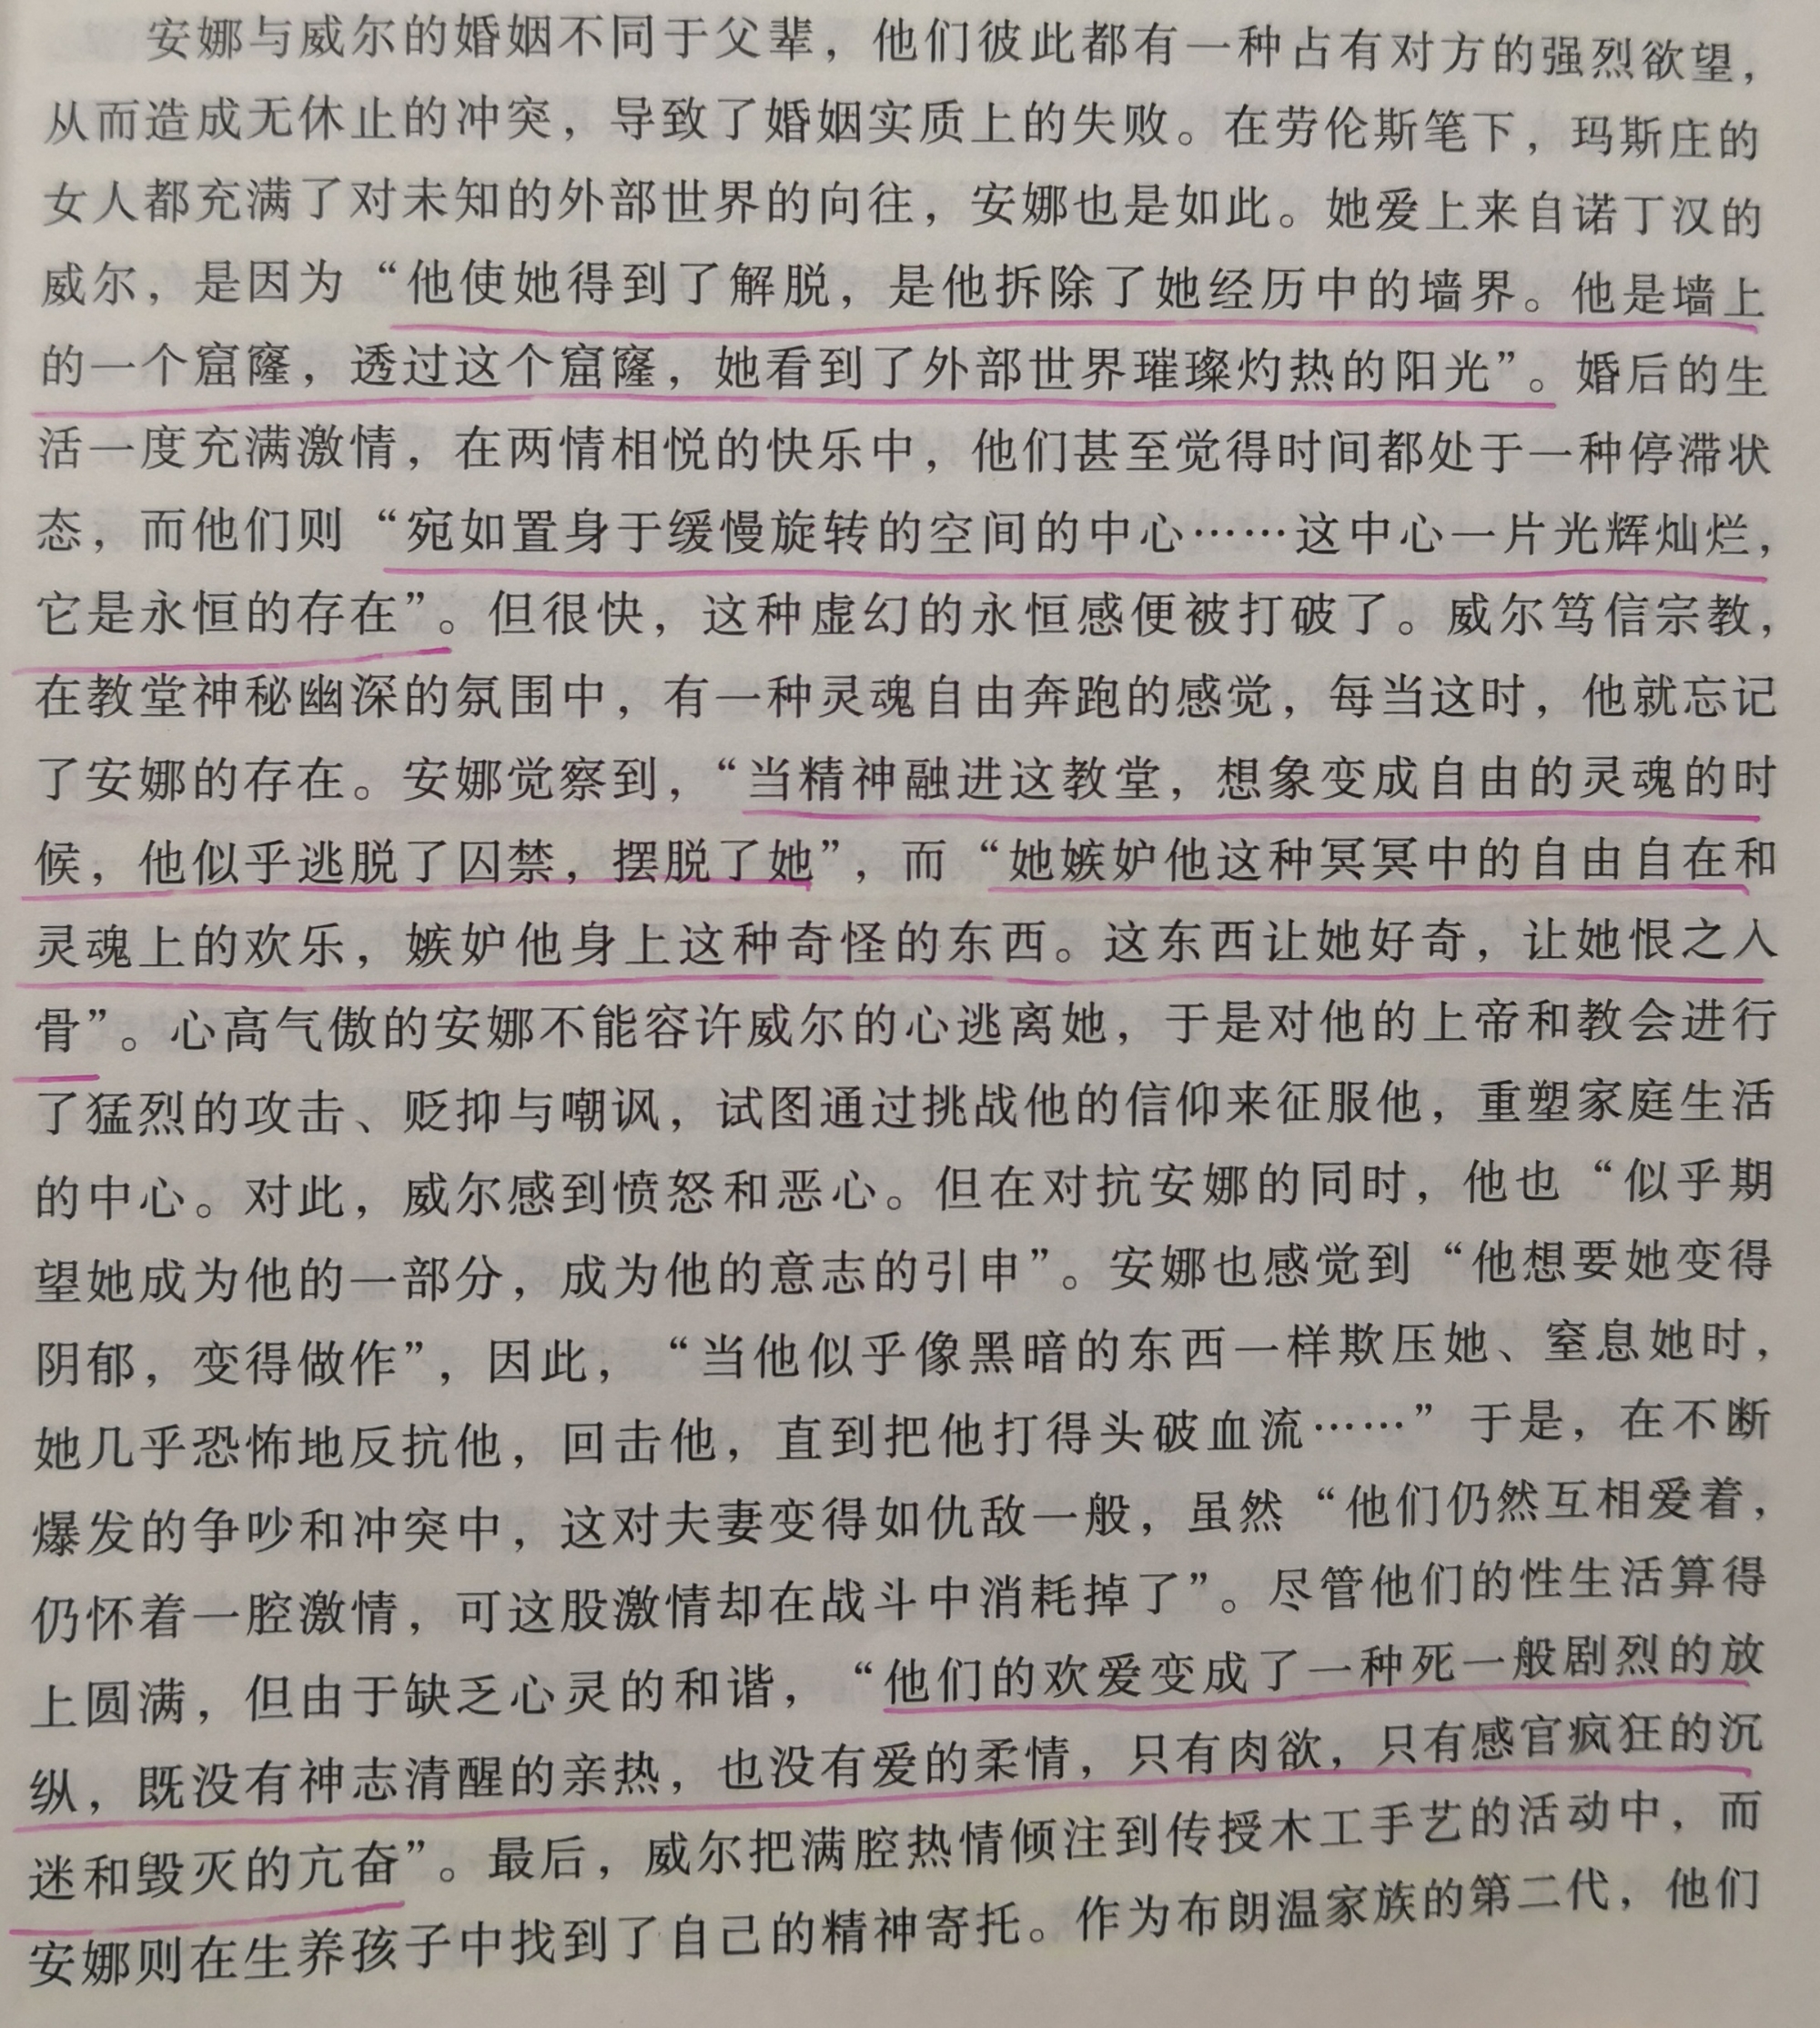 安娜与威尔的婚姻不同于父辈，他们彼此都有一种占有对方的强烈欲望，
从而造成无休止的冲突，导致了婚姻实质上的失败。在劳伦斯笔下，玛斯庄的
女人都充满了对未知的外部世界的向往，安娜也是如此。她爱上来自诺丁汉的
威尔，是因为“他使她得到了解脱，是他拆除了她经历中的墙界。他是墙上
的一个窟窿，透过这个窟窿，她看到了外部世界璀璨灼热的阳光”。婚后的生
活一度充满激情，在两情相悦的快乐中，他们甚至觉得时间都处于一种停滞状
态，而他们则“宛如置身于缓慢旋转的空间的中心……这中心一片光辉灿烂，
它是永恒的存在”。但很快，这种虚幻的永恒感便被打破了。威尔笃信宗教，
在教堂神秘幽深的氛围中，有一种灵魂自由奔跑的感觉，每当这时，他就忘记
了安娜的存在。安娜觉察到，“当精神融进这教堂，想象变成自由的灵魂的时
候，他似乎逃脱了囚禁，摆脱了她”，而“她嫉妒他这种冥冥中的自由自在和
灵魂上的欢乐，嫉妒他身上这种奇怪的东西。这东西让她好奇，让她恨之入
骨”。心高气傲的安娜不能容许威尔的心逃离她，于是对他的上帝和教会进行
了猛烈的攻击、贬抑与嘲讽，试图通过挑战他的信仰来征服他，重塑家庭生活
的中心。对此，威尔感到愤怒和恶心。但在对抗安娜的同时，他也“似乎期
望她成为他的一部分，成为他的意志的引申”。安娜也感觉到“他想要她变得
阴郁，变得做作”，因此，“当他似乎像黑暗的东西一样欺压她、窒息她时，
她几乎恐怖地反抗他，回击他，直到把他打得头破血流……”于是，在不断
爆发的争吵和冲突中，这对夫妻变得如仇敌一般，虽然“他们仍然互相爱着，
仍怀着一腔激情，可这股激情却在战斗中消耗掉了”。尽管他们的性生活算得
上圆满，但由于缺乏心灵的和谐，“他们的欢爱变成了一种死一般剧烈的放
纵，既没有神志清醒的亲热，也没有爱的柔情，只有肉欲，只有感官疯狂的沉
迷和毁灭的亢奋”。最后，威尔把满腔热情倾注到传授木工手艺的活动中，而
安娜则在生养孩子中找到了自己的精神寄托。作为布朗温家族的第二代，他们